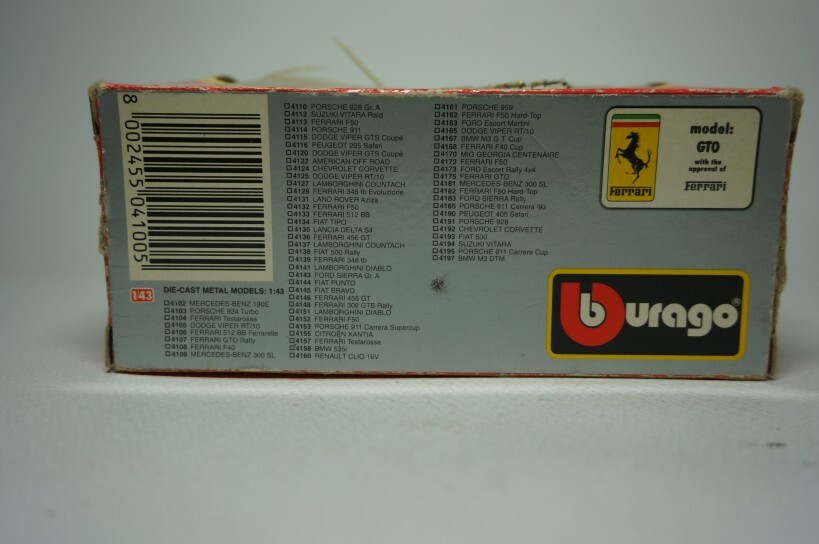 8 002455 041005
1:43
DIE-CAST METAL MODELS: 1:43
4102 MERCEDES-BENZ 190E
4103 PORSCHE 924 Turbo
4104 FERRARI Testarossa
4105 DODGE VIPER RT/10
4106 FERRARI 512 BB Ferrarelle
4107 FERRARI GTO Rally
4108 FERRARI F40
4109 MERCEDES-BENZ 300 SL
4110 PORSCHE 928 Gr. A
4112 SUZUKI VITARA Raid
4113 FERRARI F50
4114 PORSCHE 911
4115 DODGE VIPER GTS Coupé
4116 PEUGEOT 205 Safari
4120 DODGE VIPER GTS Coupé
4122 AMERICAN OFF ROAD
4124 CHEVROLET CORVETTE
4125 DODGE VIPER RT/10
4127 LAMBORGHINI COUNTACH
4129 FERRARI 348 tb Evoluzione
4131 LAND ROVER Aziza
4132 FERRARI F50
4133 FERRARI 512 BB
4134 FIAT TIPO
4135 LANCIA DELTA S4
4136 FERRARI 456 GT
4137 LAMBORGHINI COUNTACH
4138 FIAT 500 Rally
4139 FERRARI 348 tb
4141 LAMBORGHINI DIABLO
4143 FORD SIERRA Gr. A
4144 FIAT PUNTO
4145 FIAT BRAVO
4146 FERRARI 456 GT
4148 FERRARI 308 GTB Rally
4151 LAMBORGHINI DIABLO
4152 FERRARI F50
4153 PORSCHE 911 Carrera Supercup
4155 CITROËN XANTIA
4157 FERRARI Testarossa
4158 BMW 535i
4160 RENAULT CLIO 16V
4161 PORSCHE 959
4162 FERRARI F50 Hard-Top
4163 FORD Escort Martini
4165 DODGE VIPER RT/10
4167 BMW M3 G.T. Cup
4168 FERRARI F40 Cup
4170 MIG GEORGIA CENTENAIRE
4172 FERRARI F50
4173 FORD Escort Rally 4x4
4175 FERRARI GTO
4181 MERCEDES-BENZ 300 SL
4182 FERRARI F50 Hard-Top
4183 FORD SIERRA Rally
4185 PORSCHE 911 Carrera '93
4190 PEUGEOT 405 Safari
4191 PORSCHE 928
4192 CHEVROLET CORVETTE
4193 FIAT 500
4194 SUZUKI VITARA
4195 PORSCHE 911 Carrera Cup
4197 BMW M3 DTM
Ferrari
model:
GTO
with the
approval of
Ferrari
burago®